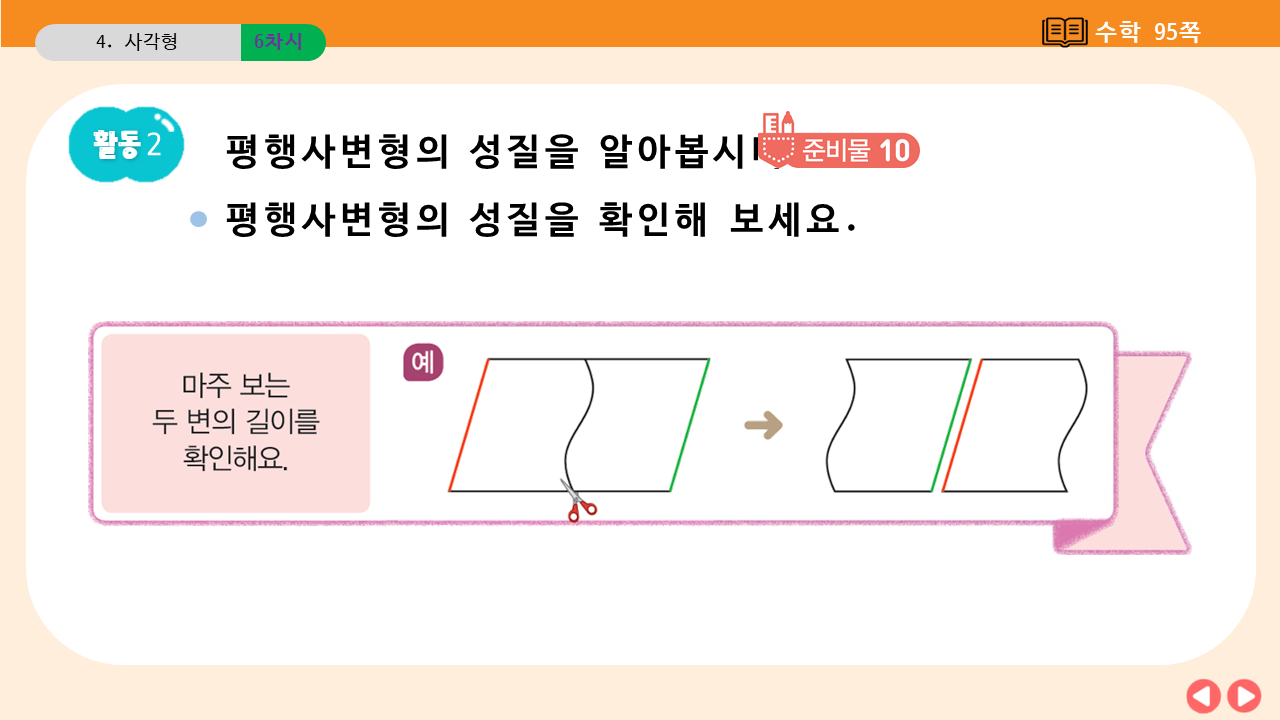 4. 사각형
6차시
수학 95쪽
활동 2
평행사변형의 성질을 알아봅시
준비물 10
평행사변형의 성질을 확인해 보세요.
마주 보는
두 변의 길이를
확인해요.
예